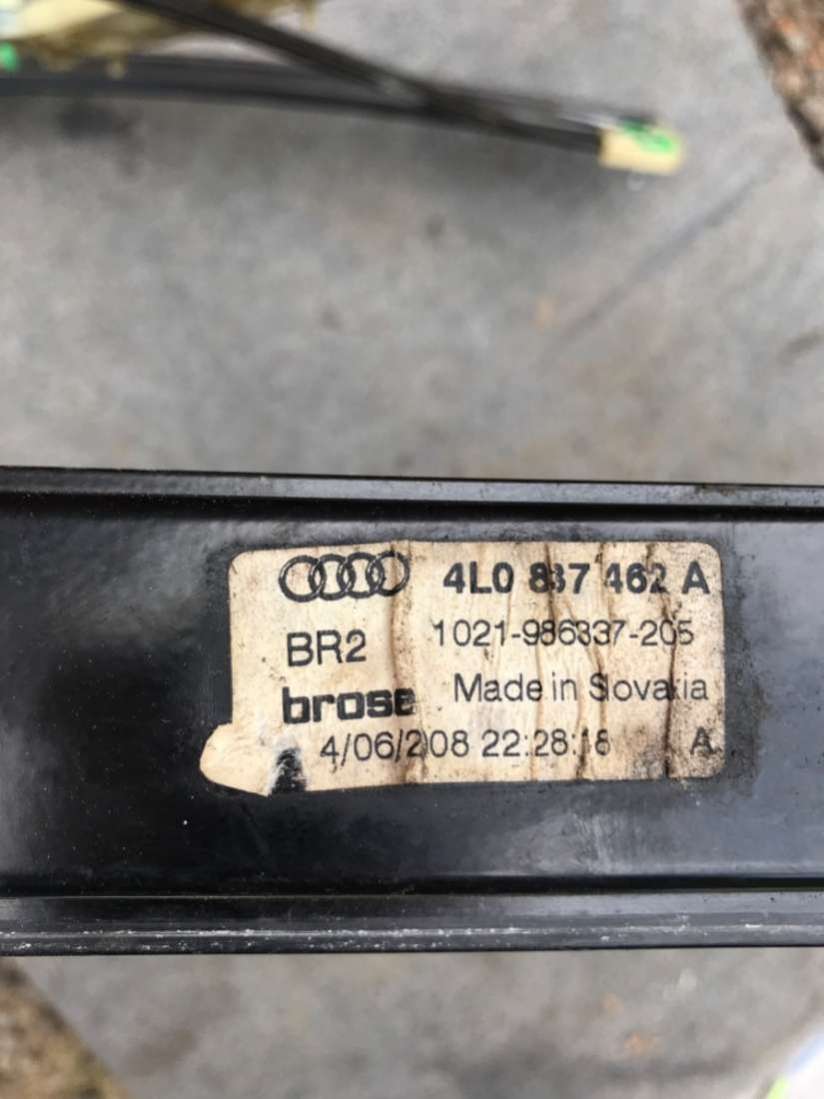 4L0 837 462 A
BR2 1021-986337-205
brose Made in Slovakia
4/06/2008 22:28:18 A